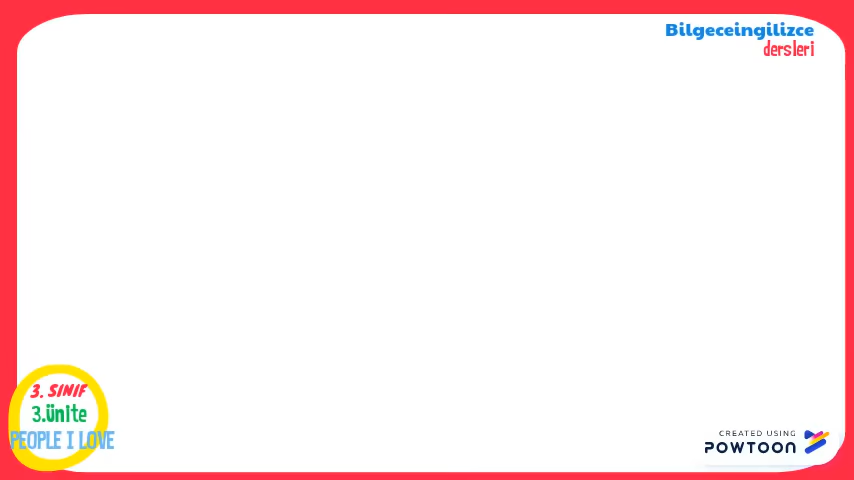 Bilgeceingilizce
dersleri
3. SINIF
3.ünite
PEOPLE I LOVE
CREATED USING
POWTOON